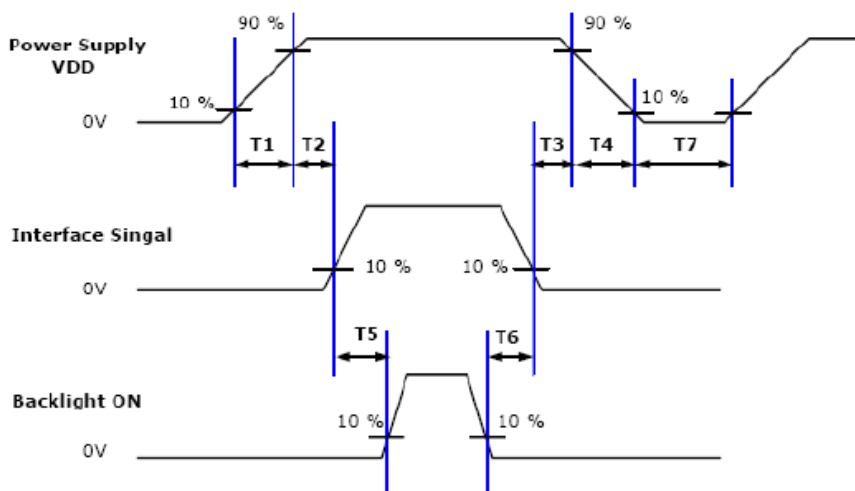 90 %
90 %
Power Supply
VDD
10 %
10 %
0V
T1
T2
T3
T4
T7
Interface Singal
10 %
10 %
0V
T5
T6
Backlight ON
10 %
10 %
0V